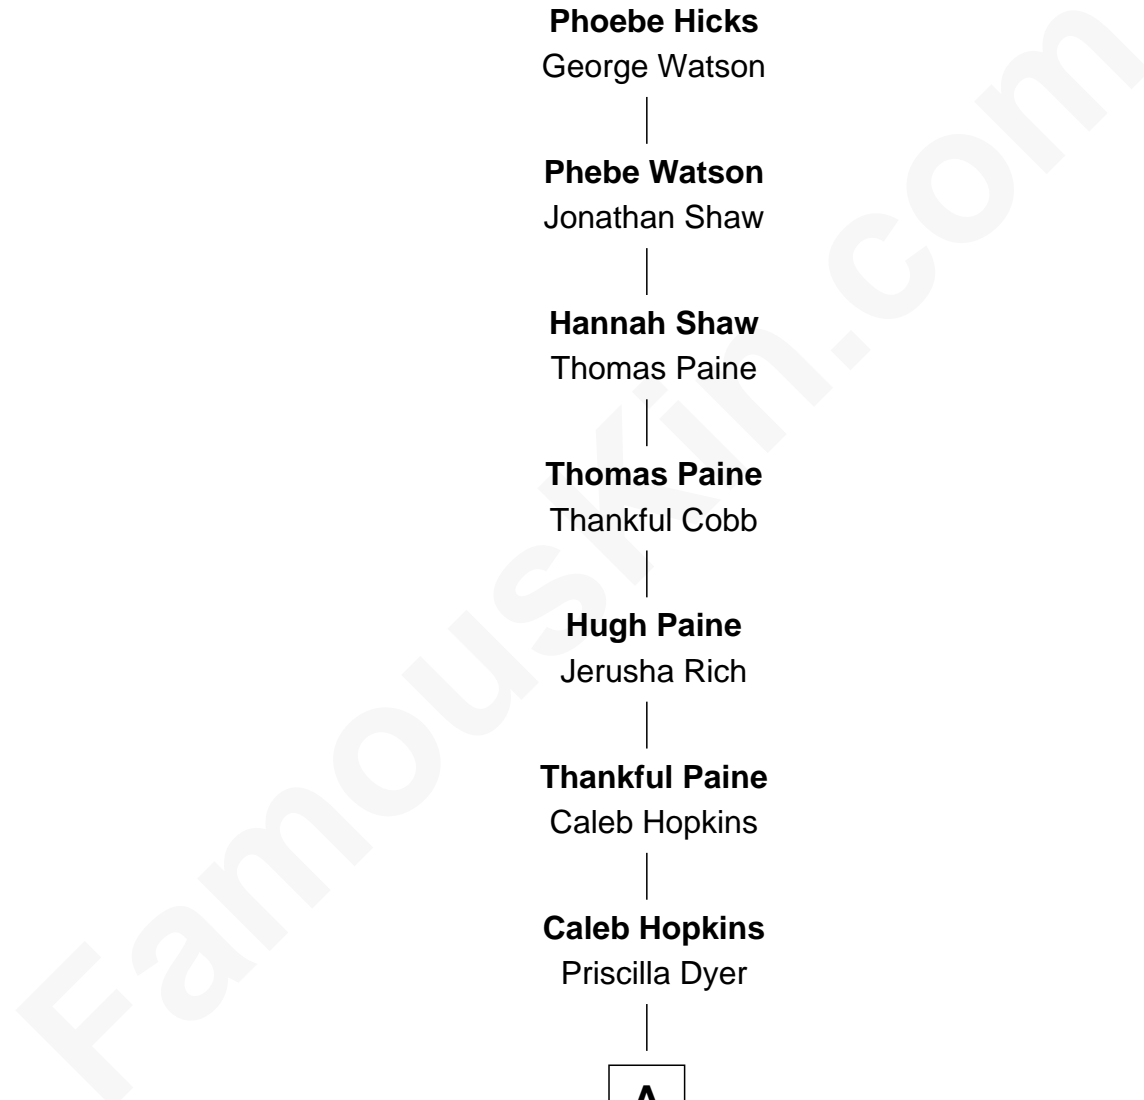 Phoebe Hicks
George Watson
Phebe Watson
Jonathan Shaw
Hannah Shaw
Thomas Paine
Thomas Paine
Thankful Cobb
Hugh Paine
Jerusha Rich
Thankful Paine
Caleb Hopkins
Caleb Hopkins
Priscilla Dyer
A
FamousKin.com